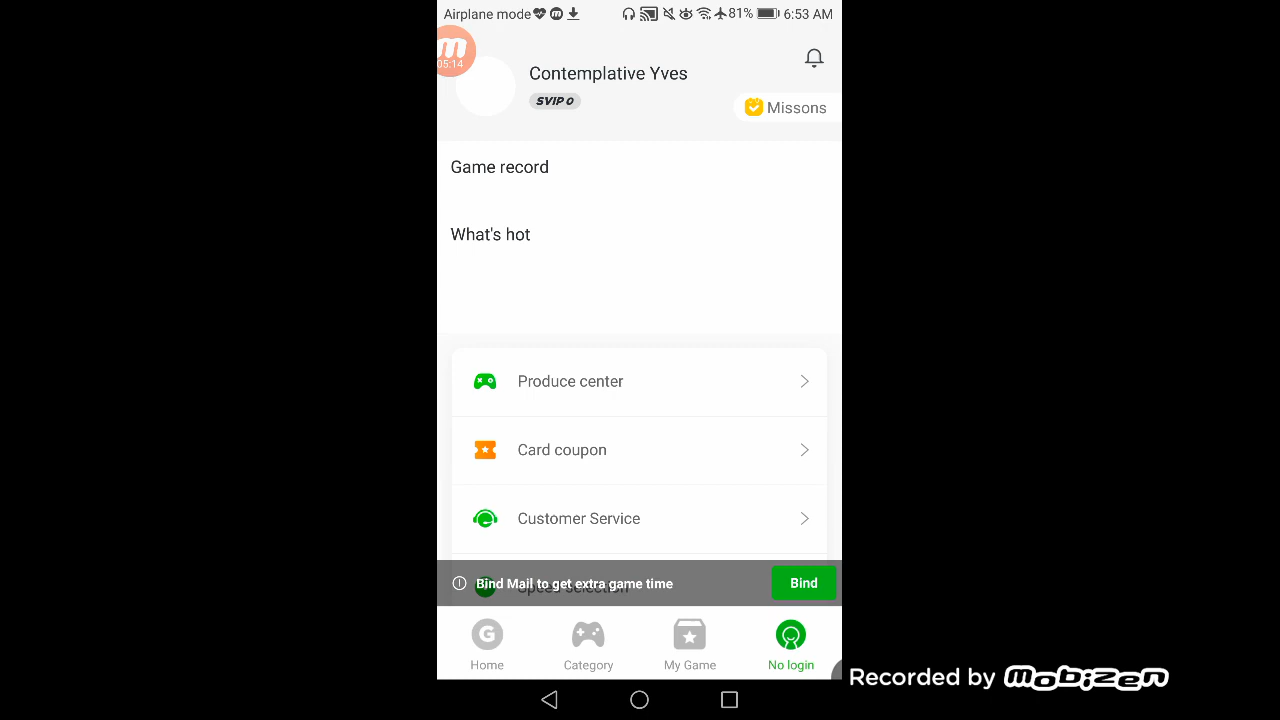 Airplane mode 81% 6:53 AM
05:14
Contemplative Yves
SVIP 0
Missons
Game record
What's hot
Produce center
Card coupon
Customer Service
Bind Mail to get extra game time
Speed selection
Bind
Home Category My Game No login
Recorded by mobizen